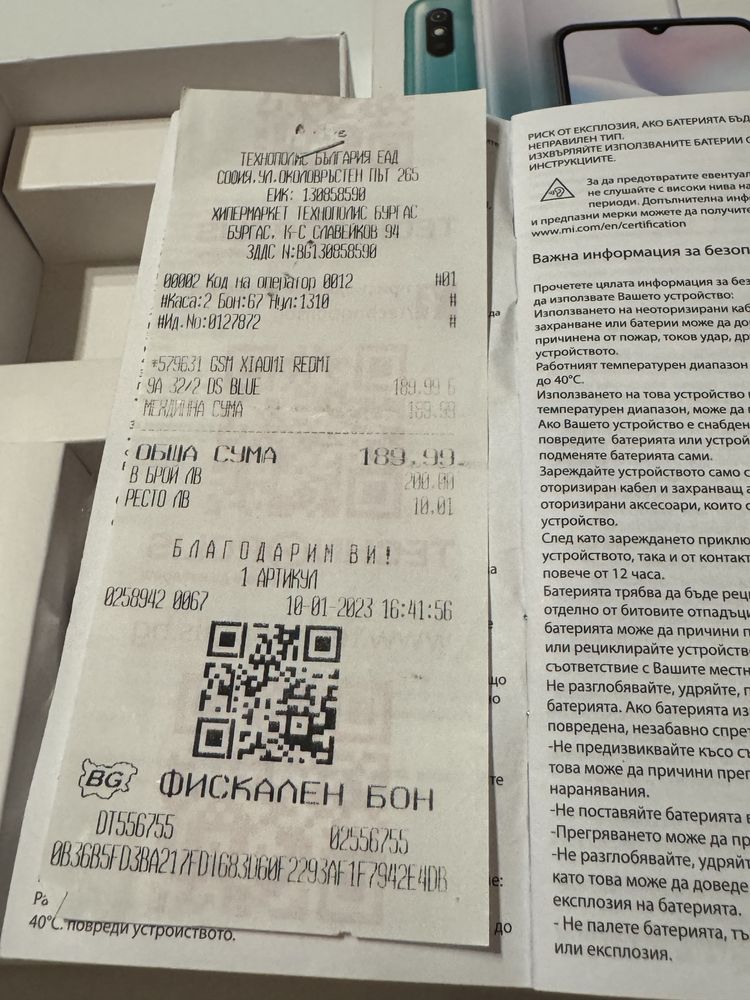 ТЕХНОПОЛИС БЪЛГАРИЯ ЕАД
СОФИЯ,УЛ.ОКОЛОВРЪСТЕН ПЪТ 265
ЕИК: 130858590
ХИПЕРМАРКЕТ ТЕХНОПОЛИС БУРГАС
БУРГАС, К-С СЛАВЕЙКОВ 94
ЗДДС N:BG130858590
00002 Код на оператор 0012 #01
#Каса:2 Бон:67 Нул:1310 #
#Ид.No:0127872 #
*579631 GSM XIAOMI REDMI
9A 32/2 DS BLUE 189.99 Б
МЕЖДИННА СУМА 189.99
ОБЩА СУМА 189.99
В БРОЙ ЛВ 200.00
РЕСТО ЛВ 10.01
БЛАГОДАРИМ ВИ!
1 АРТИКУЛ
0258942 0067 10-01-2023 16:41:56
BG ФИСКАЛЕН БОН
DT556755 02556755
0B36B5FD3BA217FD1683D60F2293AF1F7942E4DB
40°C. повреди устройството.
до
РИСК ОТ ЕКСПЛОЗИЯ, АКО БАТЕРИЯТА БЪД
НЕПРАВИЛЕН ТИП.
ИЗХВЪРЛЯЙТЕ ИЗПОЛЗВАНИТЕ БАТЕРИИ С
ИНСТРУКЦИИТЕ.
За да предотвратите евентуал
не слушайте с високи нива на
периоди. Допълнителна инф
и предпазни мерки можете да получите
www.mi.com/en/certification
Важна информация за безоп
Прочетете цялата информация за без
да използвате Вашето устройство:
Използването на неоторизирани каб
захранване или батерии може да до
причинена от пожар, токов удар, др
устройството.
Работният температурен диапазон
до 40°C.
Използването на това устройство
температурен диапазон, може да
Ако Вашето устройство е снабден
повредите батерията или устрой
подменяте батерията сами.
Зареждайте устройството само с
оторизиран кабел и захранващ а
оторизирани аксесоари, които с
устройство.
След като зареждането приклю
устройството, така и от контакт
повече от 12 часа.
Батерията трябва да бъде реци
отделно от битовите отпадъци
батерията може да причини п
или рециклирайте устройств
съответствие с Вашите местн
Не разглобявайте, удряйте, п
батерията. Ако батерията из
повредена, незабавно спрет
-Не предизвиквайте късо съ
това може да причини прег
наранявания.
-Не поставяйте батерията в
-Прегряването може да пр
-Не разглобявайте, удряйт
като това може да доведе
експлозия на батерията.
- Не палете батерията, тъ
или експлозия.